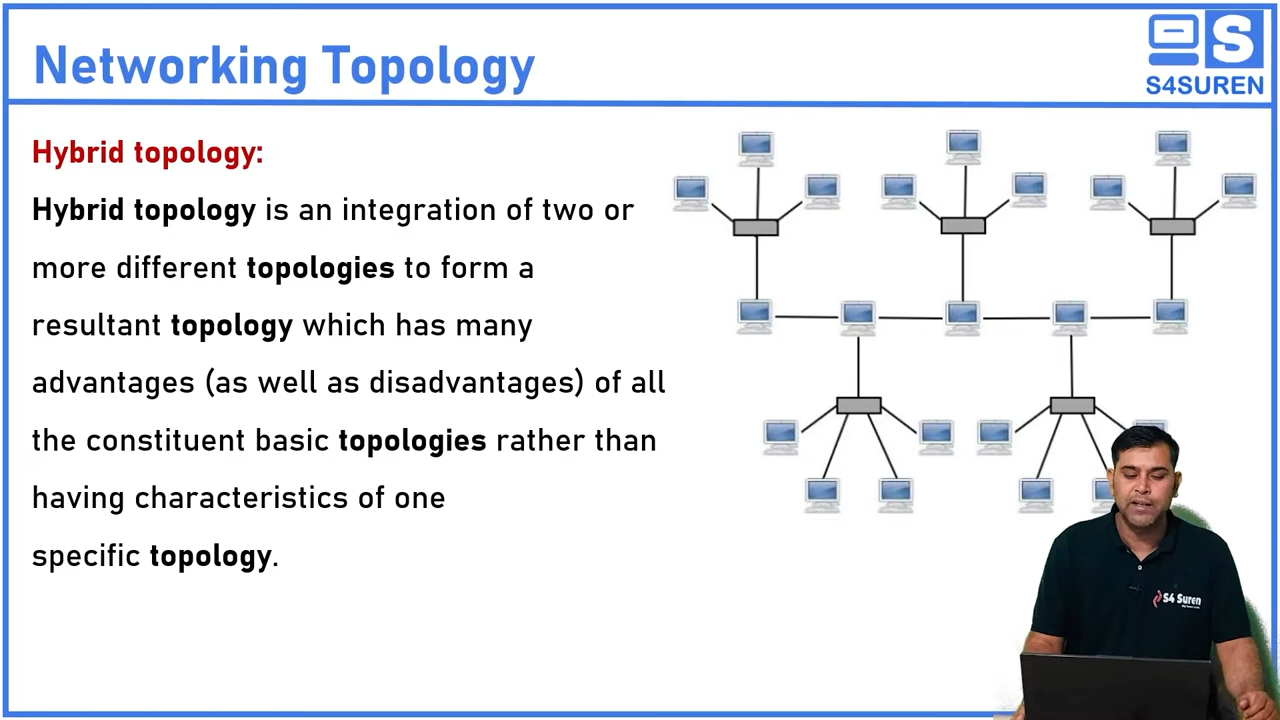 Networking Topology
S
S4SUREN
Hybrid topology:
Hybrid topology is an integration of two or
more different topologies to form a
resultant topology which has many
advantages (as well as disadvantages) of all
the constituent basic topologies rather than
having characteristics of one
specific topology.
S4 Suren